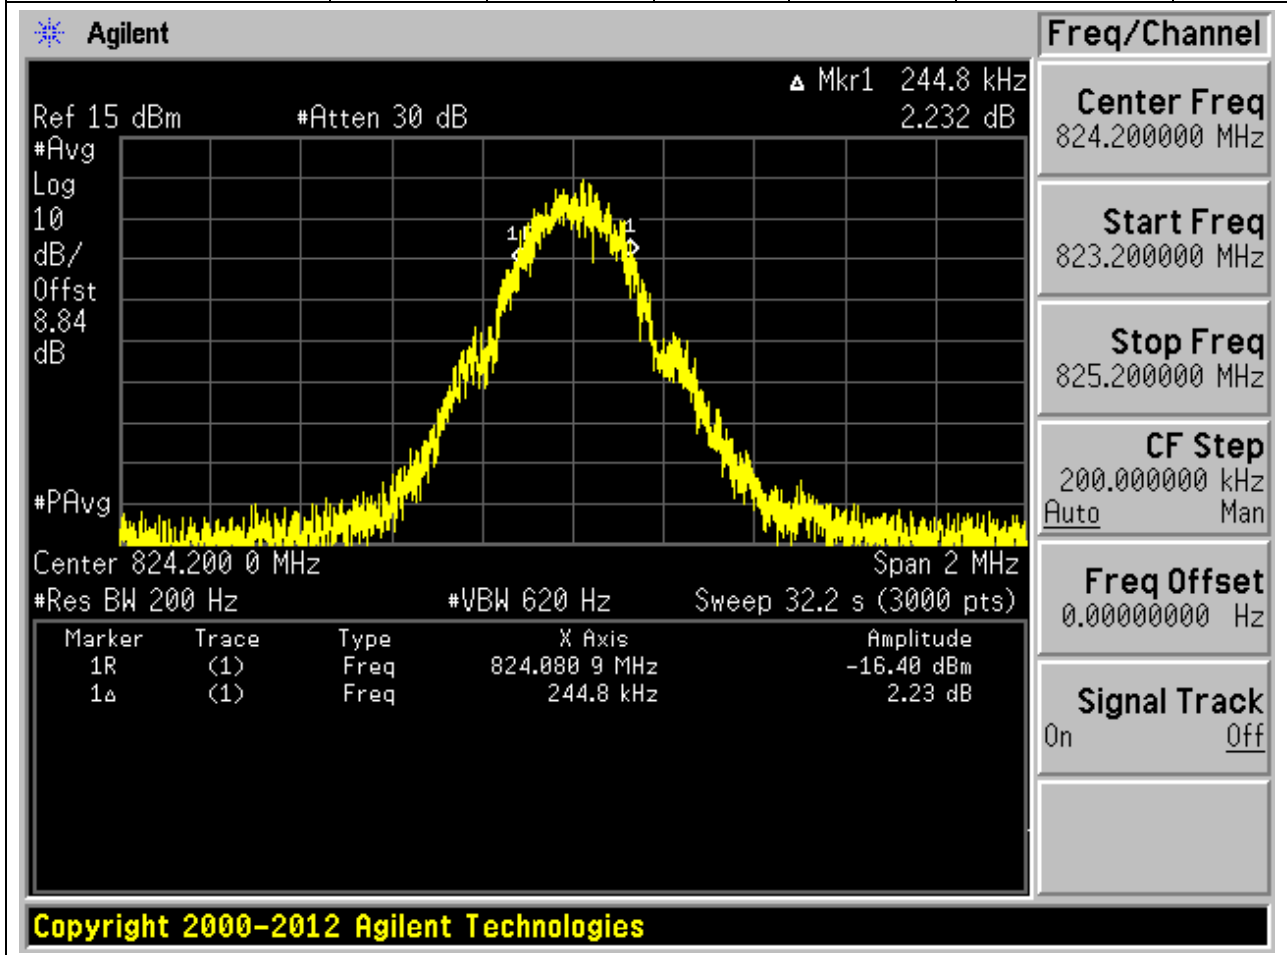 Agilent
Freq/Channel
△ Mkr1 244.8 kHz
Ref 15 dBm #Atten 30 dB 2.232 dB
#Avg
Log
10
dB/
Offst
8.84
dB
#PAvg
1
1
Center 824.200 0 MHz Span 2 MHz
#Res BW 200 Hz #VBW 620 Hz Sweep 32.2 s (3000 pts)
Marker Trace Type X Axis Amplitude
1R (1) Freq 824.080 9 MHz -16.40 dBm
1△ (1) Freq 244.8 kHz 2.23 dB
Center Freq
824.200000 MHz
Start Freq
823.200000 MHz
Stop Freq
825.200000 MHz
CF Step
200.000000 kHz
Auto Man
Freq Offset
0.00000000 Hz
Signal Track
On Off
Copyright 2000-2012 Agilent Technologies